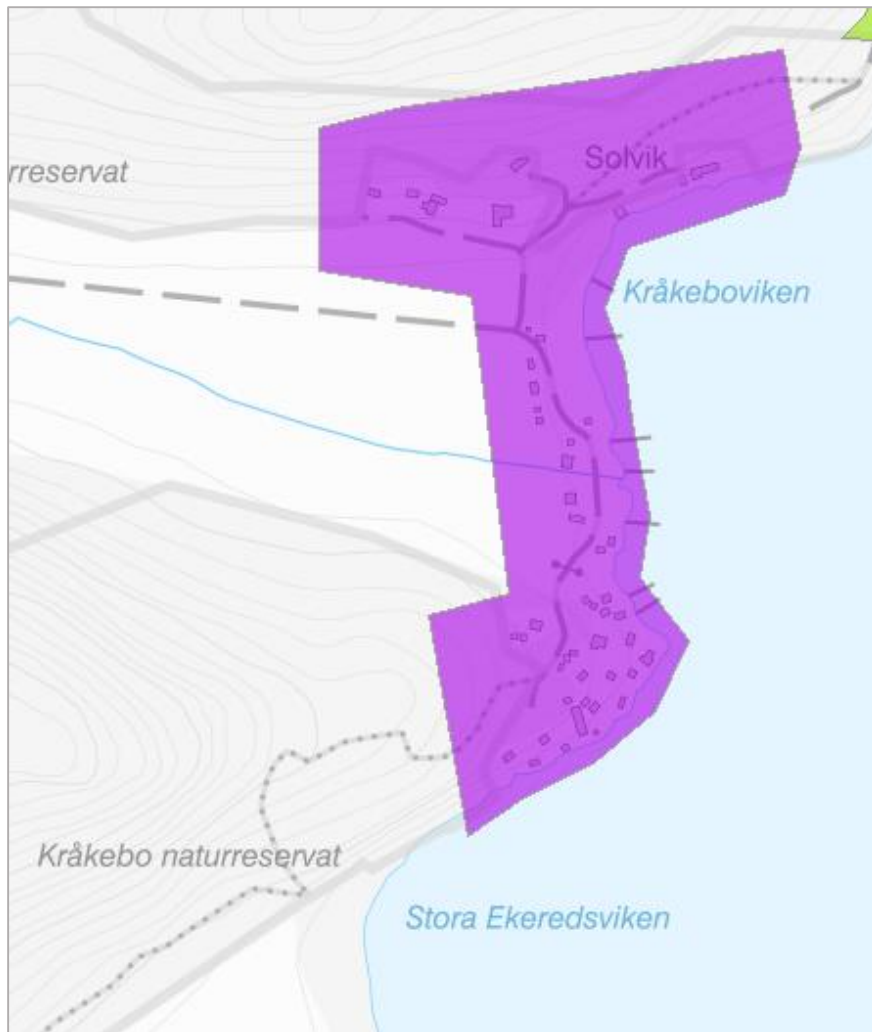 Solvik
rreservat
Kråkeboviken
Kråkebo naturreservat
Stora Ekeredsviken